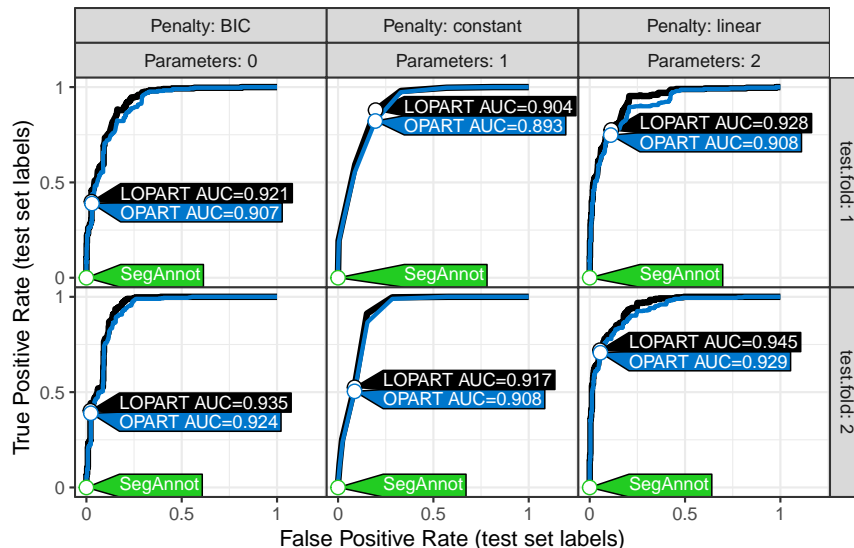 Penalty: BIC
Penalty: constant
Penalty: linear
Parameters: 0
Parameters: 1
Parameters: 2
True Positive Rate (test set labels)
1
0.5
0
LOPART AUC=0.921
OPART AUC=0.907
SegAnnot
LOPART AUC=0.904
OPART AUC=0.893
SegAnnot
LOPART AUC=0.928
OPART AUC=0.908
SegAnnot
test.fold: 1
1
0.5
0
LOPART AUC=0.935
OPART AUC=0.924
SegAnnot
LOPART AUC=0.917
OPART AUC=0.908
SegAnnot
LOPART AUC=0.945
OPART AUC=0.929
SegAnnot
test.fold: 2
0 0.5 1
0 0.5 1
0 0.5 1
False Positive Rate (test set labels)